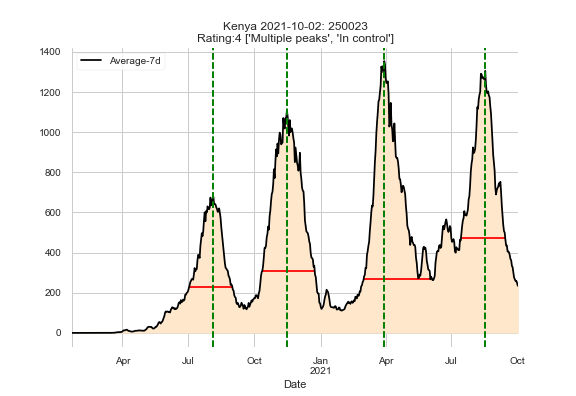 Kenya 2021-10-02: 250023
Rating:4 ['Multiple peaks', 'In control']
1400
Average-7d
1200
1000
800
600
400
200
0
Apr Jul Oct Jan Apr Jul Oct
2021
Date